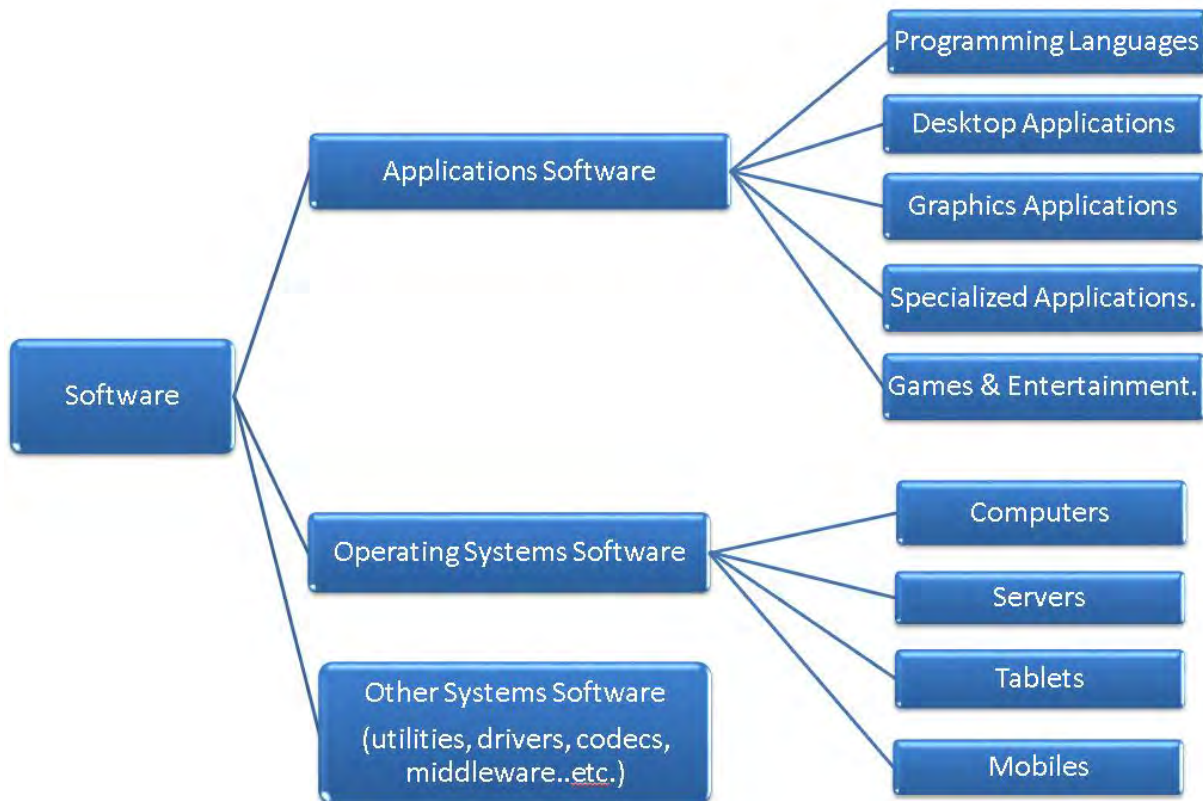 Programming Languages
Desktop Applications
Applications Software
Graphics Applications
Specialized Applications.
Games & Entertainment.
Software
Computers
Operating Systems Software
Servers
Tablets
Other Systems Software
(utilities, drivers, codecs,
middleware..etc.)
Mobiles